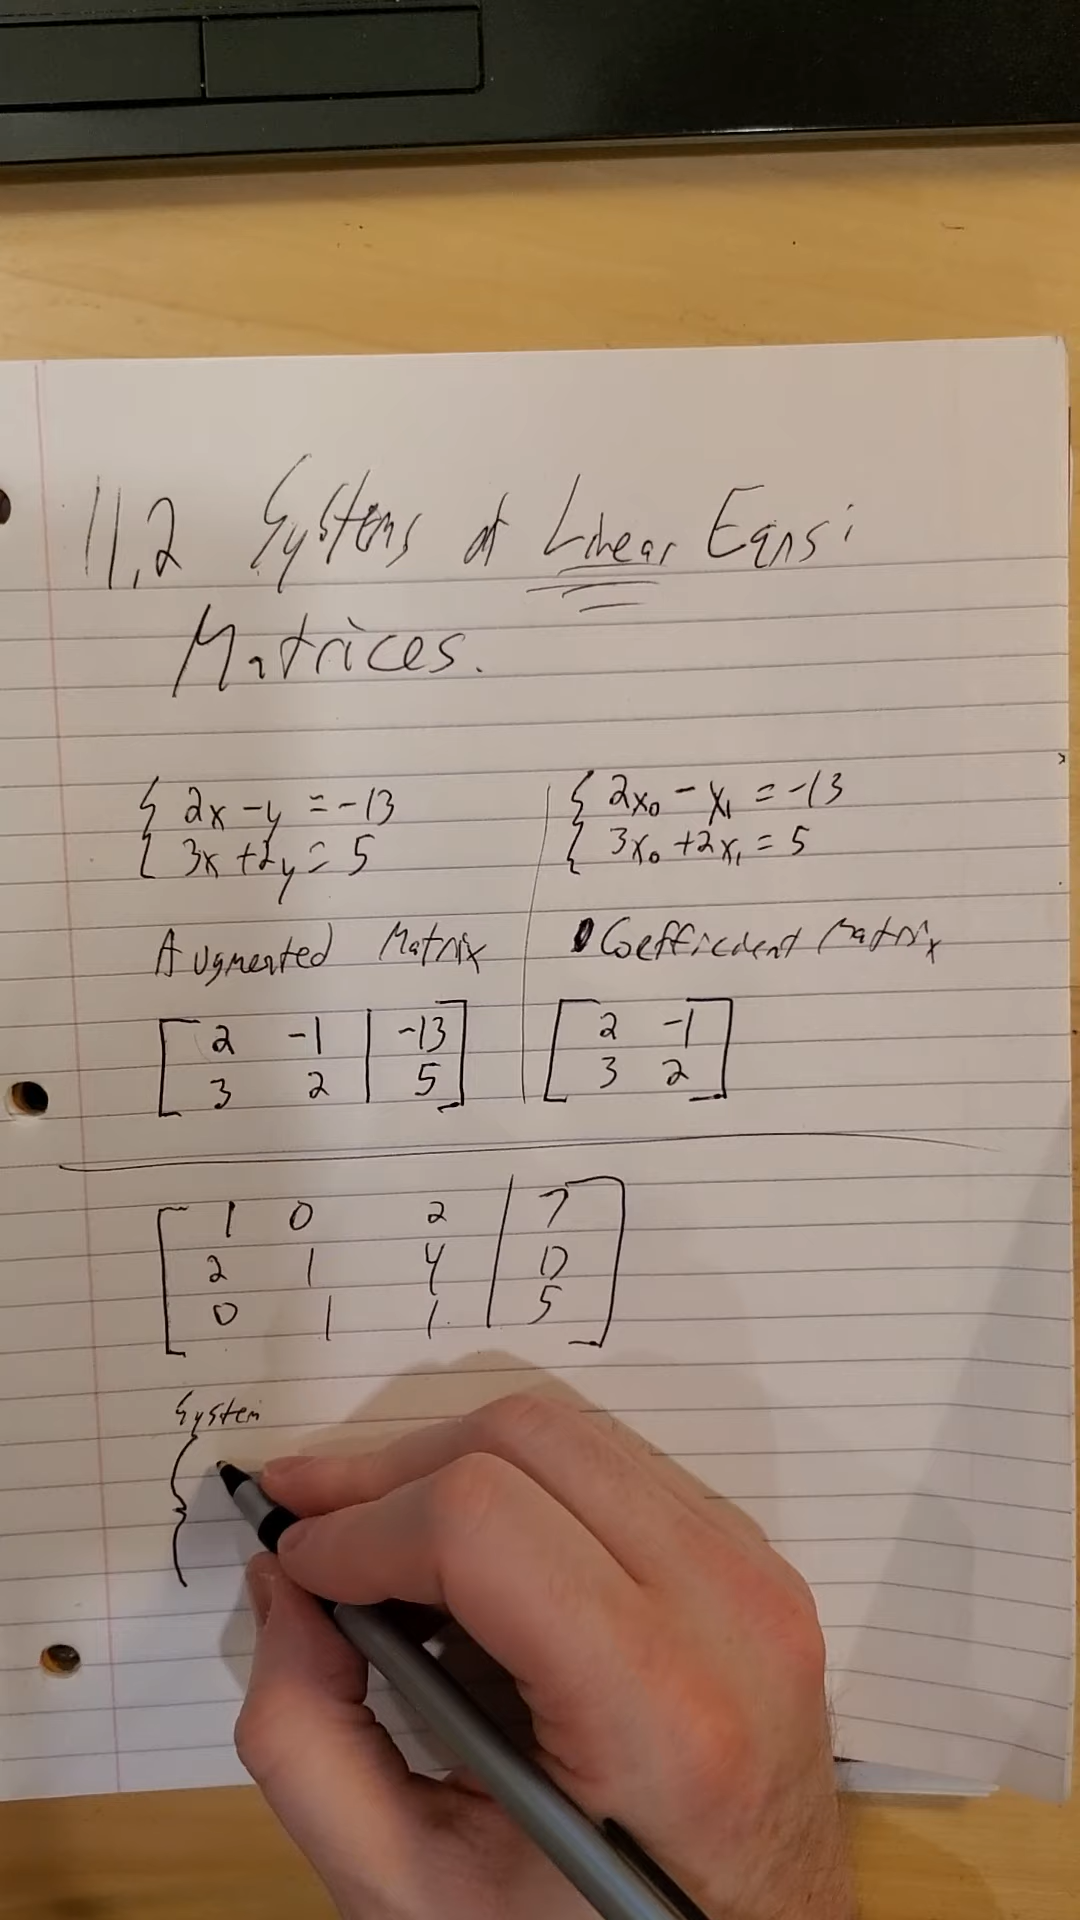 11.2 Systems of Linear Eqns:
Matrices.
{ 2x - y = -13
{ 3x + 2y = 5
{ 2x₀ - x₁ = -13
{ 3x₀ + 2x₁ = 5
Augmented Matrix
[ 2 -1 | -13 ]
[ 3 2 | 5 ]
Coefficient Matrix
[ 2 -1 ]
[ 3 2 ]
[ 1 0 2 | 7 ]
[ 2 1 4 | ]
[ 0 1 1 | 5 ]
System
{